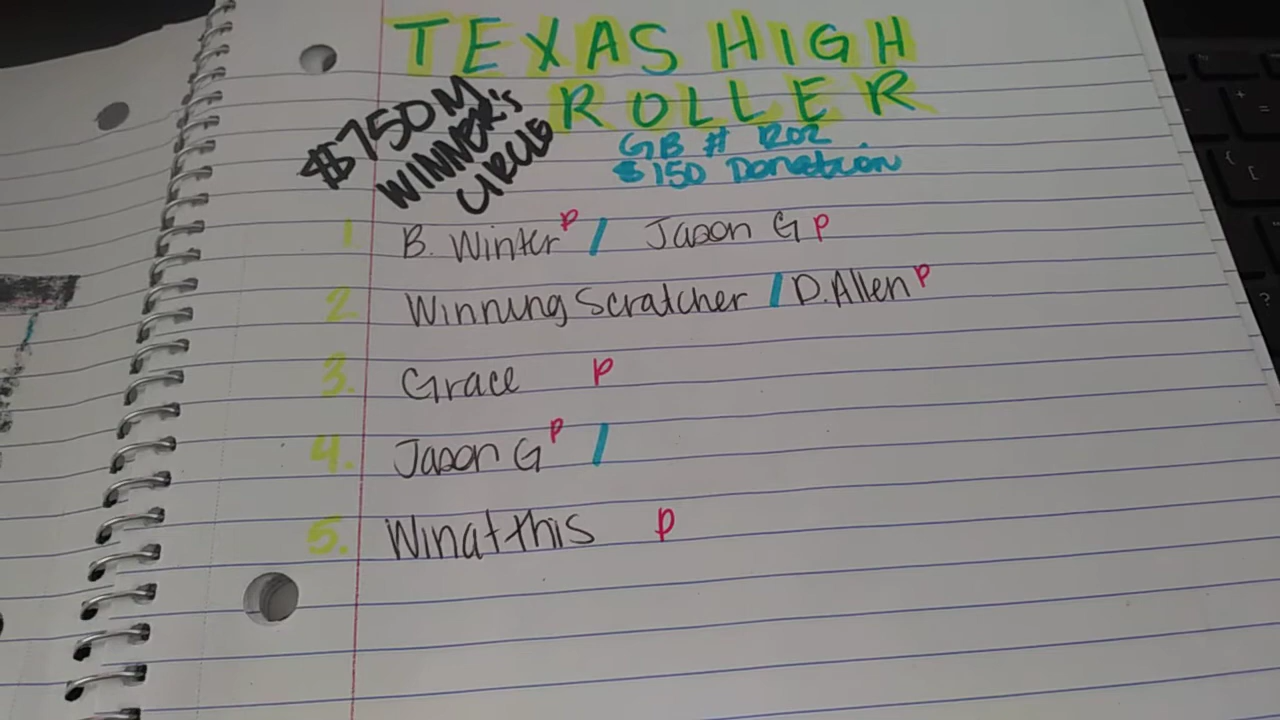 TEXAS HIGH
ROLLER
$750M
WINNER'S
CIRCLE
GB # 1202
$150 Donation
1 B. Winter P / Jason G P
2. Winning Scratcher / D. Allen P
3. Grace P
4. Jason G P /
5. Winatthis P